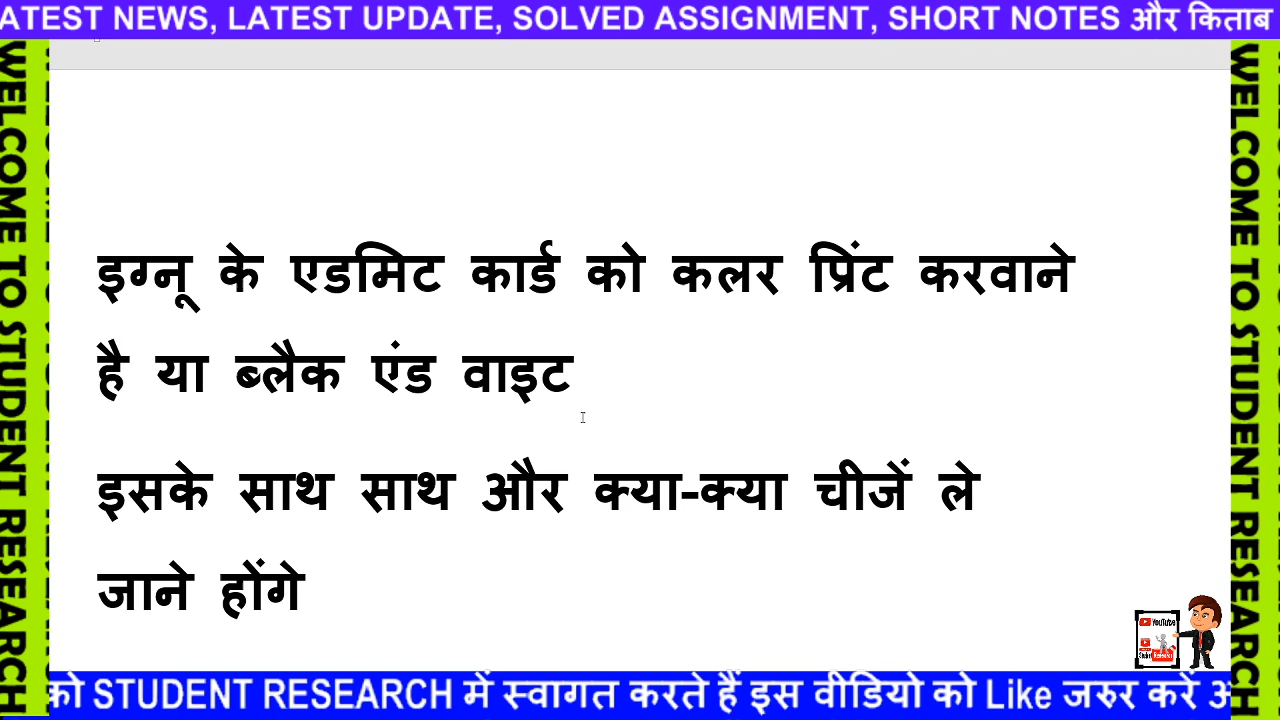 ATEST NEWS, LATEST UPDATE, SOLVED ASSIGNMENT, SHORT NOTES और किताब
WELCOME TO STUDENT RESEARCH
इग्नू के एडमिट कार्ड को कलर प्रिंट करवाने
है या ब्लैक एंड वाइट
इसके साथ साथ और क्या-क्या चीजें ले
जाने होंगे
WELCOME TO STUDENT RESEARCH
YouTube
को STUDENT RESEARCH में स्वागत करते हैं इस वीडियो को Like जरुर करें